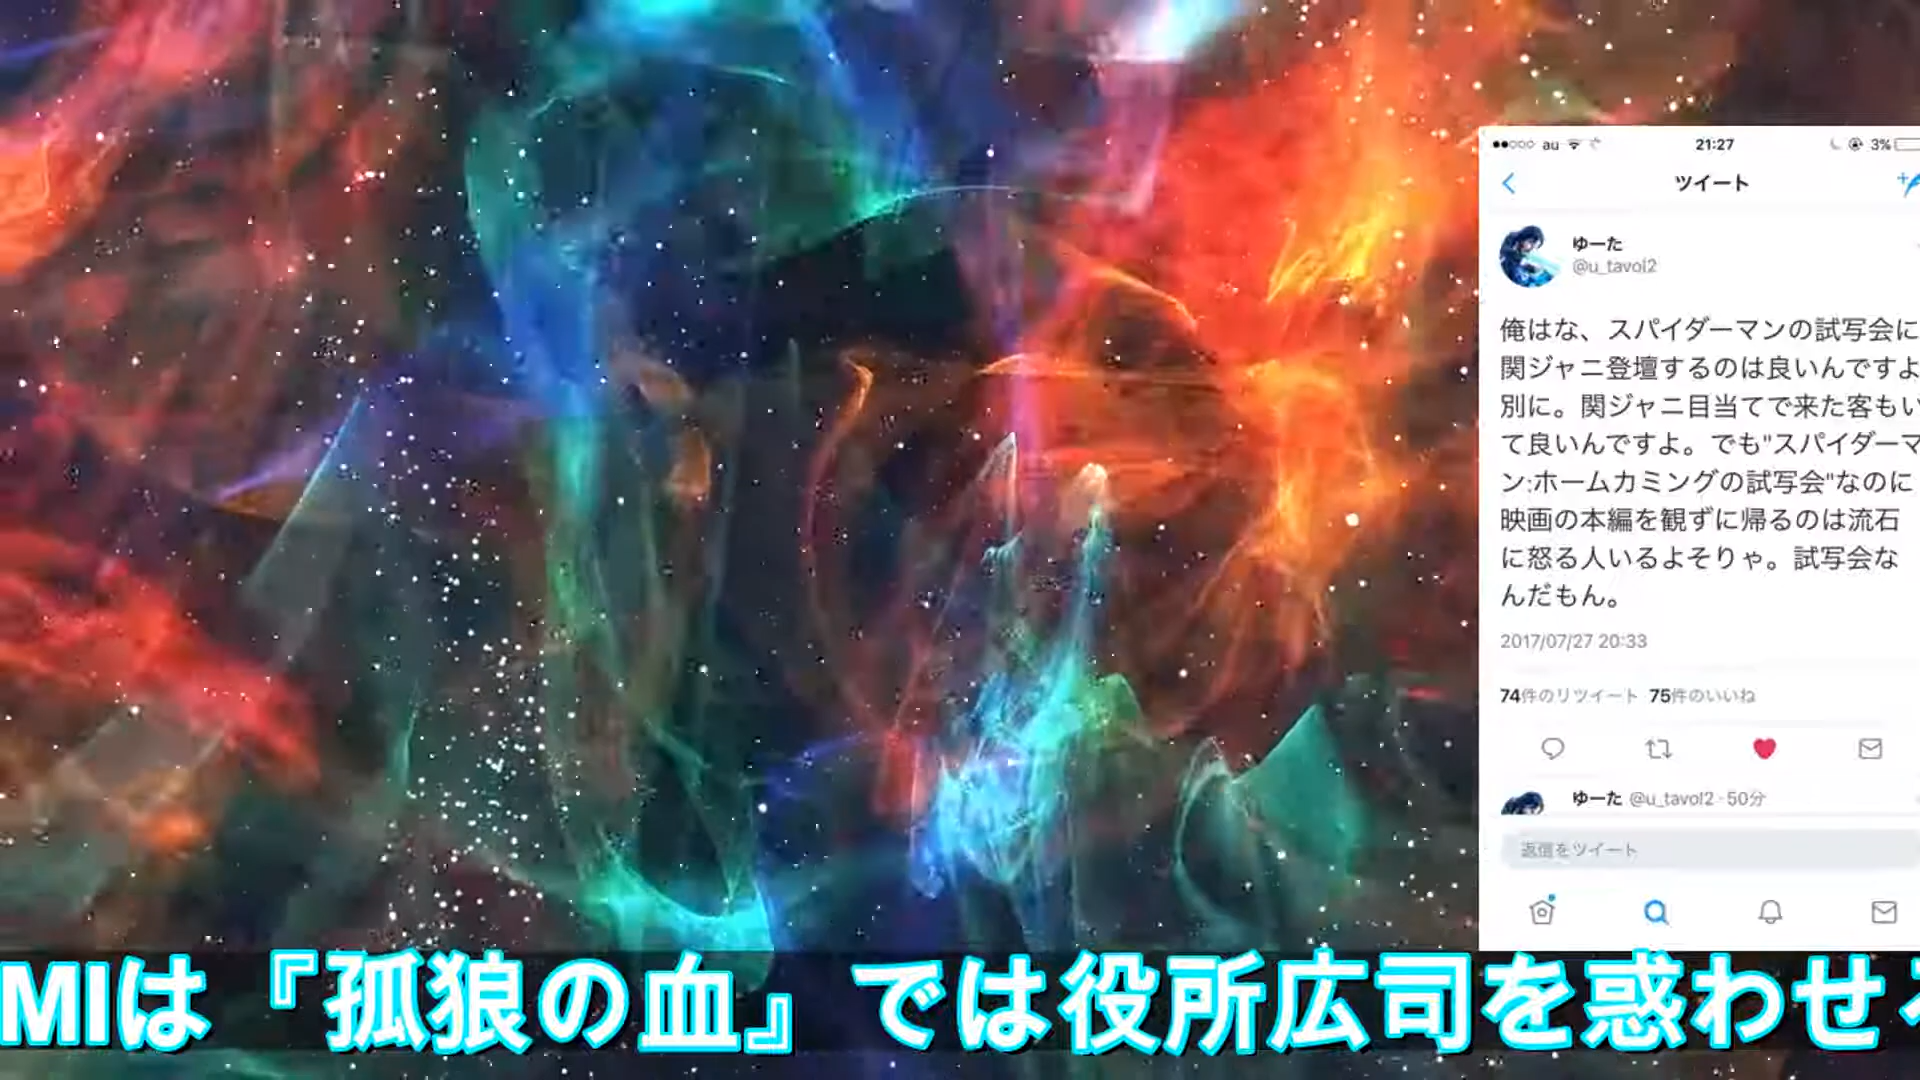 au 21:27 3%
ツイート
ゆーた
@u_tavol2
俺はな、スパイダーマンの試写会に
関ジャニ登壇するのは良いんですよ
別に。関ジャニ目当てで来た客もい
て良いんですよ。でも"スパイダーマ
ン:ホームカミングの試写会"なのに
映画の本編を観ずに帰るのは流石
に怒る人いるよそりゃ。試写会な
んだもん。
2017/07/27 20:33
74件のリツイート 75件のいいね
ゆーた @u_tavol2・50分
返信をツイート
MIは『孤狼の血』では役所広司を惑わせ